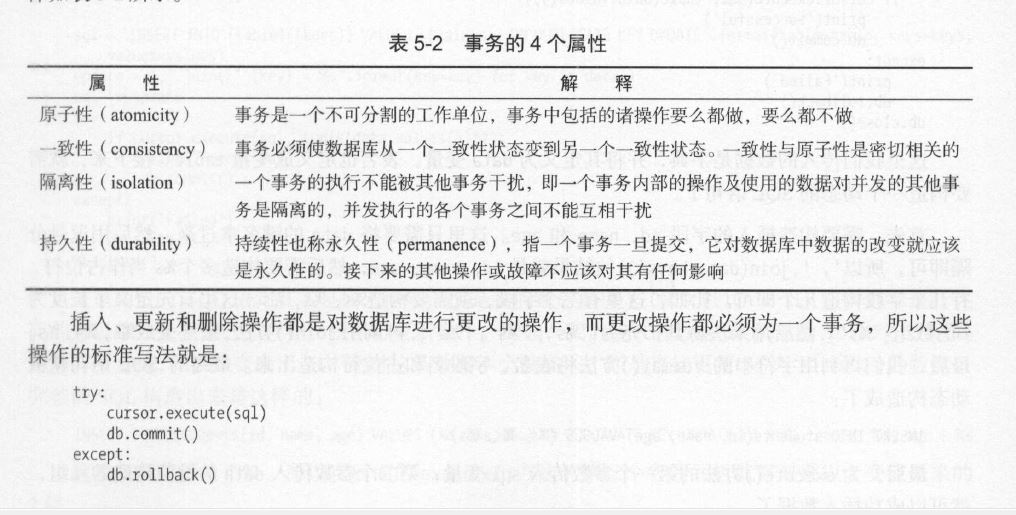 表 5-2 事务的 4 个属性
属 性 解 释
原子性（atomicity） 事务是一个不可分割的工作单位，事务中包括的诸操作要么都做，要么都不做
一致性（consistency） 事务必须使数据库从一个一致性状态变到另一个一致性状态。一致性与原子性是密切相关的
隔离性（isolation） 一个事务的执行不能被其他事务干扰，即一个事务内部的操作及使用的数据对并发的其他事
务是隔离的，并发执行的各个事务之间不能互相干扰
持久性（durability） 持续性也称永久性（permanence），指一个事务一旦提交，它对数据库中数据的改变就应该
是永久性的。接下来的其他操作或故障不应该对其有任何影响
插入、更新和删除操作都是对数据库进行更改的操作，而更改操作都必须为一个事务，所以这些
操作的标准写法就是：
try:
cursor.execute(sql)
db.commit()
except:
db.rollback()